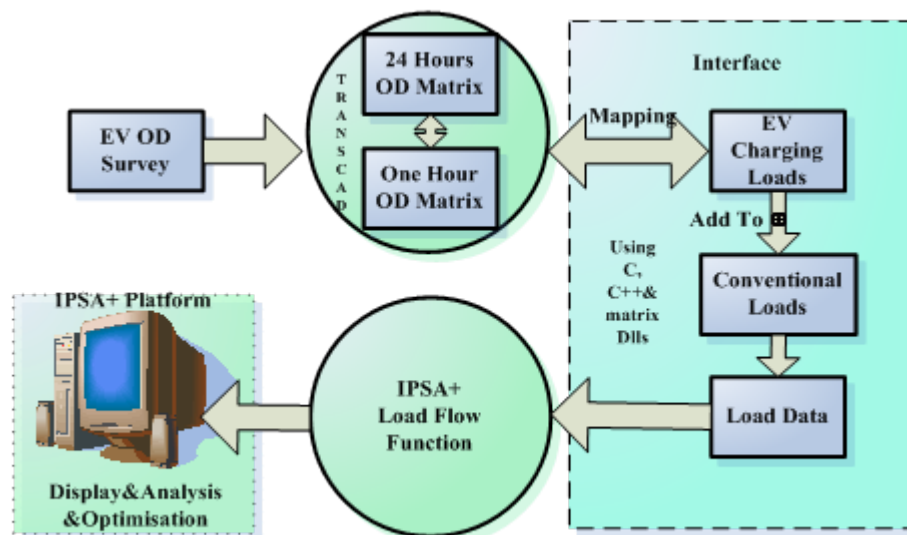 EV OD
Survey
TRANSCAD
24 Hours
OD Matrix
One Hour
OD Matrix
Mapping
Interface
EV
Charging
Loads
Add To
Using
C,
C++&
matrix
Dlls
Conventional
Loads
Load Data
IPSA+
Load Flow
Function
IPSA+ Platform
Display&Analysis
&Optimisation